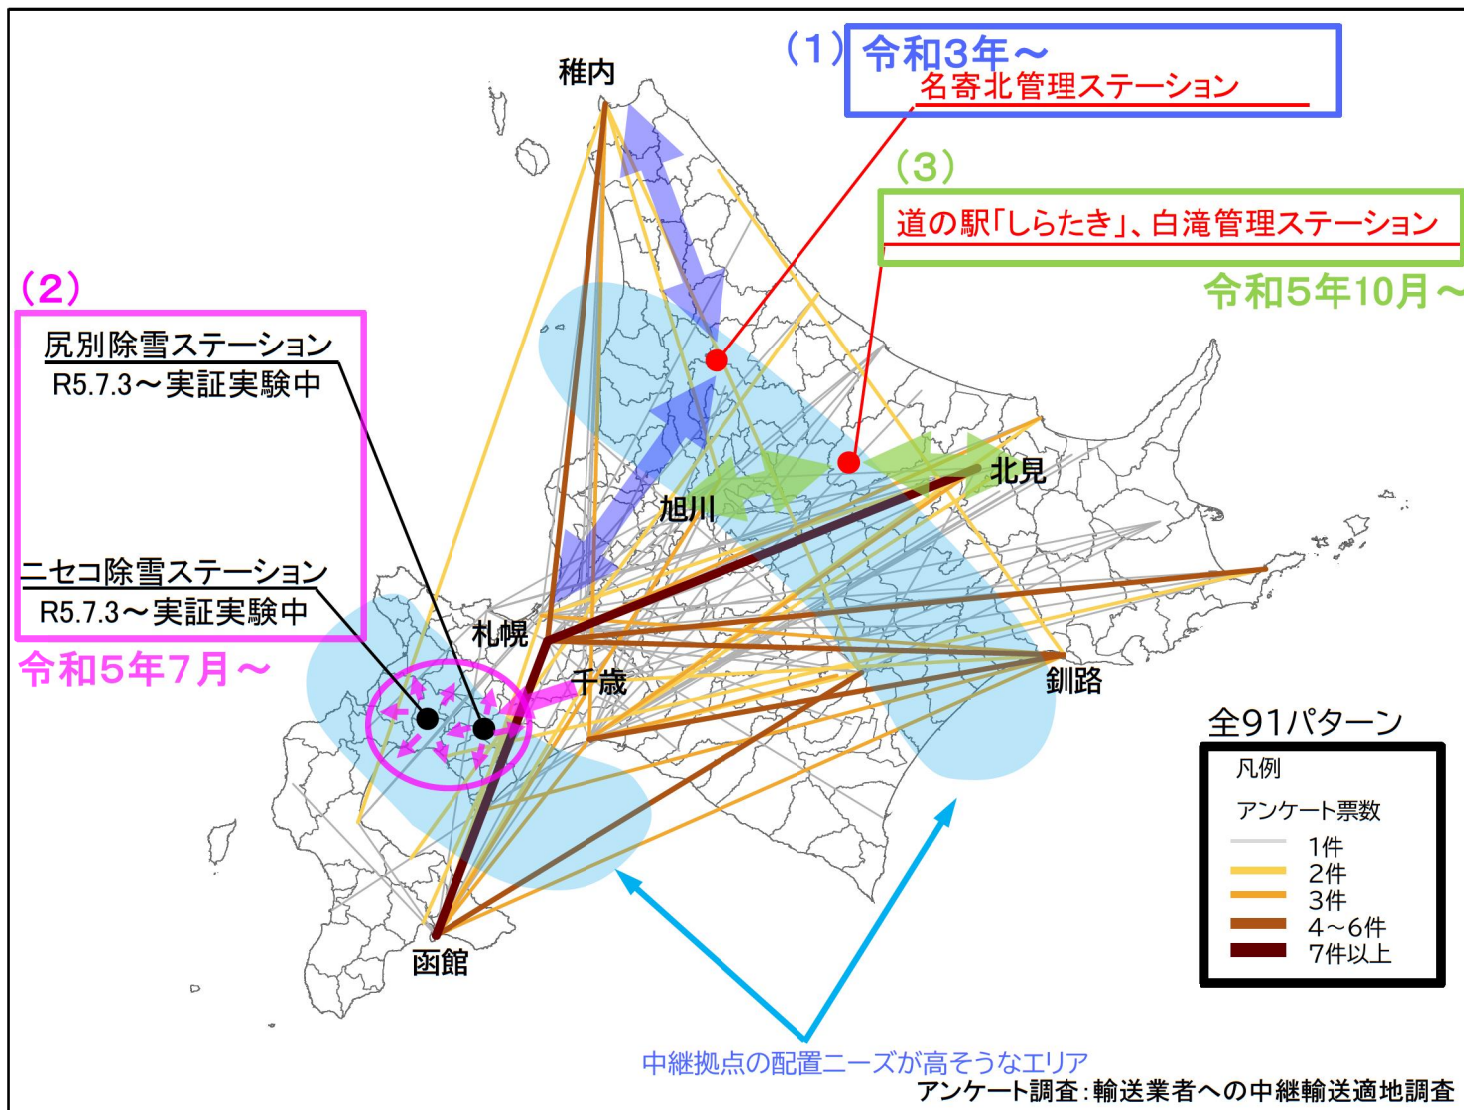 (1)
令和3年～
名寄北管理ステーション
稚内
(3)
道の駅「しらたき」、白滝管理ステーション
令和5年10月～
(2)
尻別除雪ステーション
R5.7.3～実証実験中
ニセコ除雪ステーション
R5.7.3～実証実験中
令和5年7月～
北見
旭川
札幌
千歳
釧路
函館
全91パターン
凡例
アンケート票数
1件
2件
3件
4～6件
7件以上
中継拠点の配置ニーズが高そうなエリア
アンケート調査：輸送業者への中継輸送適地調査